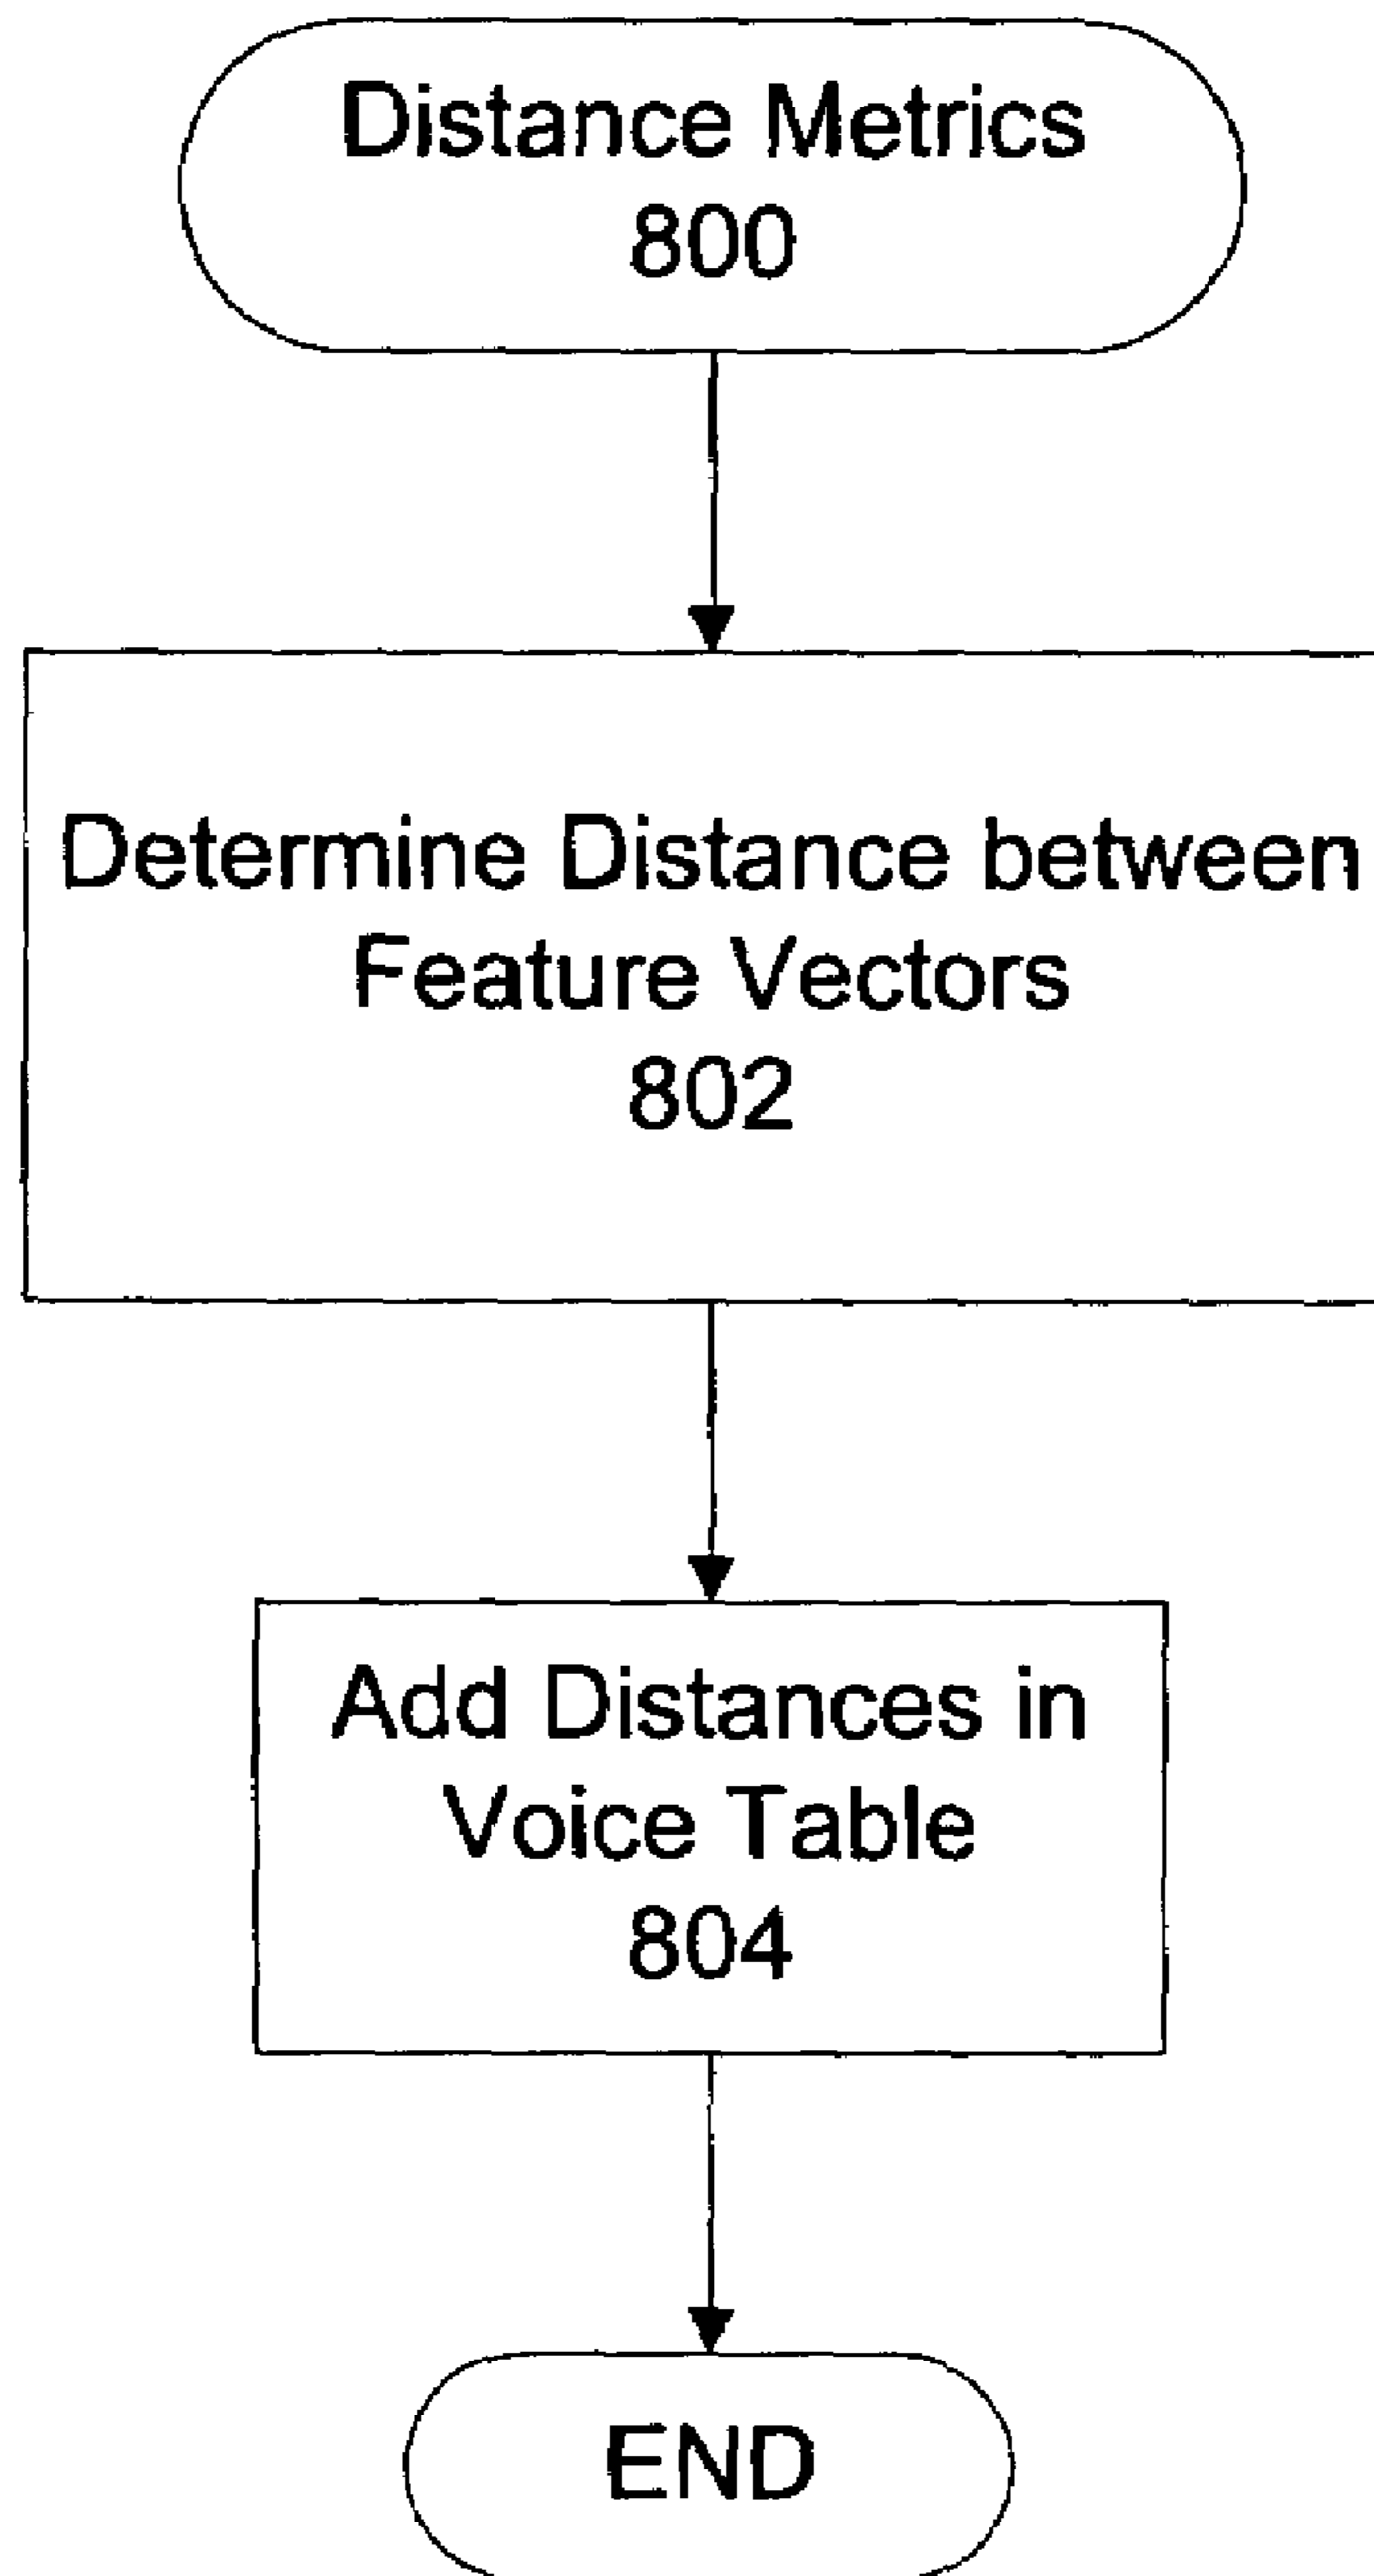 Distance Metrics
800
Determine Distance between
Feature Vectors
802
Add Distances in
Voice Table
804
END